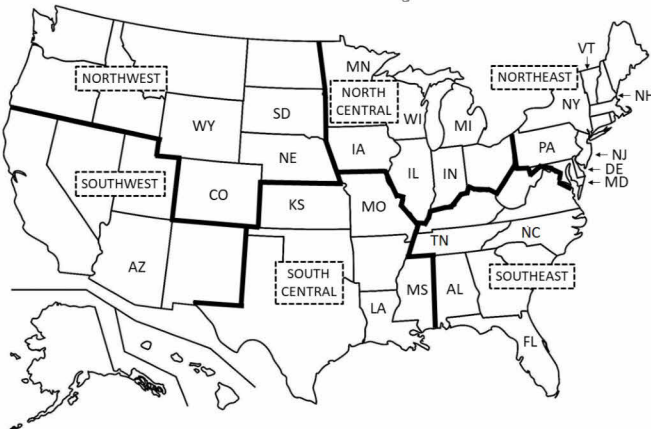 VT
MN
NORTHWEST
NORTH
CENTRAL
NORTHEAST
NH
NY
SD
WI
MI
WY
IA
PA
NE
NJ
IL
IN
DE
SOUTHWEST
CO
MD
KS
MO
TN
NC
AZ
SOUTH
CENTRAL
SOUTHEAST
MS
AL
LA
FL